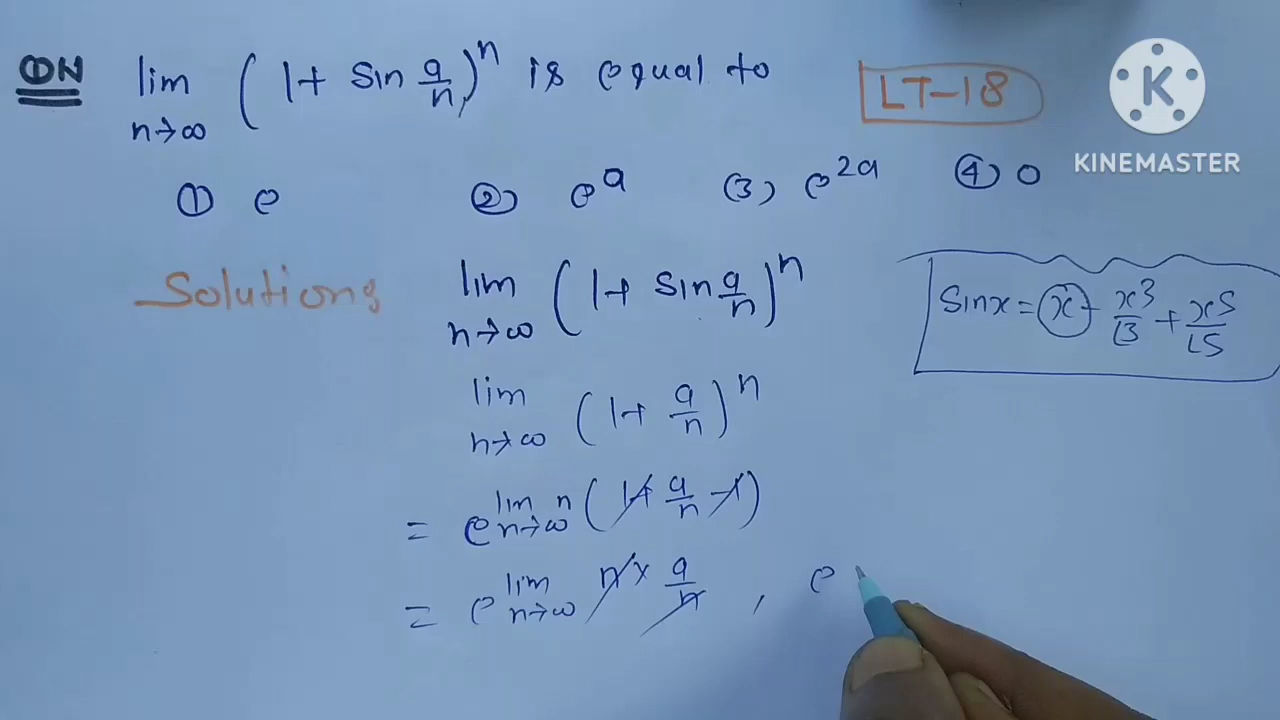 QN lim n→∞ (1 + sin a/n)^n is equal to
LT-18
K
KINEMASTER
① e ② e^a (3) e^2a ④ 0
Solutions lim n→∞ (1 + sin a/n)^n
sinx = x - x^3/⌊3 + x^5/⌊5
lim n→∞ (1 + a/n)^n
= e^lim n→∞ n(1 + a/n - 1)
= e^lim n→∞ n × a/n , e